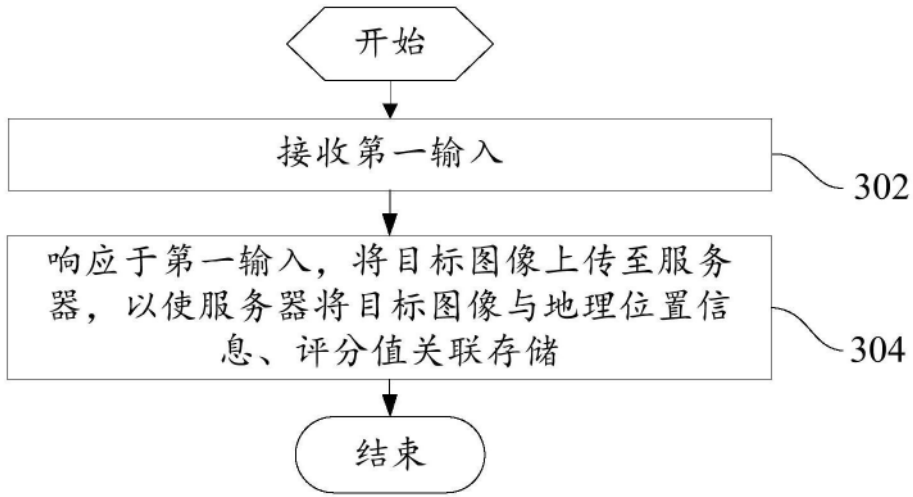 开始
接收第一输入
302
响应于第一输入，将目标图像上传至服务
器，以使服务器将目标图像与地理位置信
息、评分值关联存储
304
结束